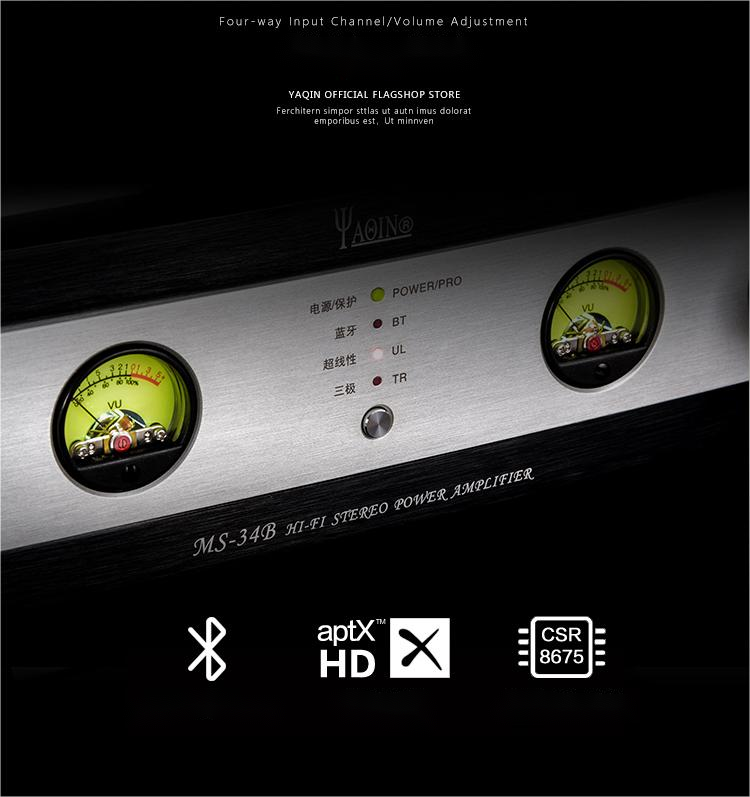 Four-way Input Channel/Volume Adjustment
YAQIN OFFICIAL FLAGSHOP STORE
Ferchitern simpor sttlas ut autn imus dolorat
emporibus est, Ut minnven
YAQIN®
电源/保护 POWER/PRO
蓝牙 BT
超线性 UL
三极 TR
VU
VU
MS-34B HI-FI STEREO POWER AMPLIFIER
aptX™
HD
CSR
8675